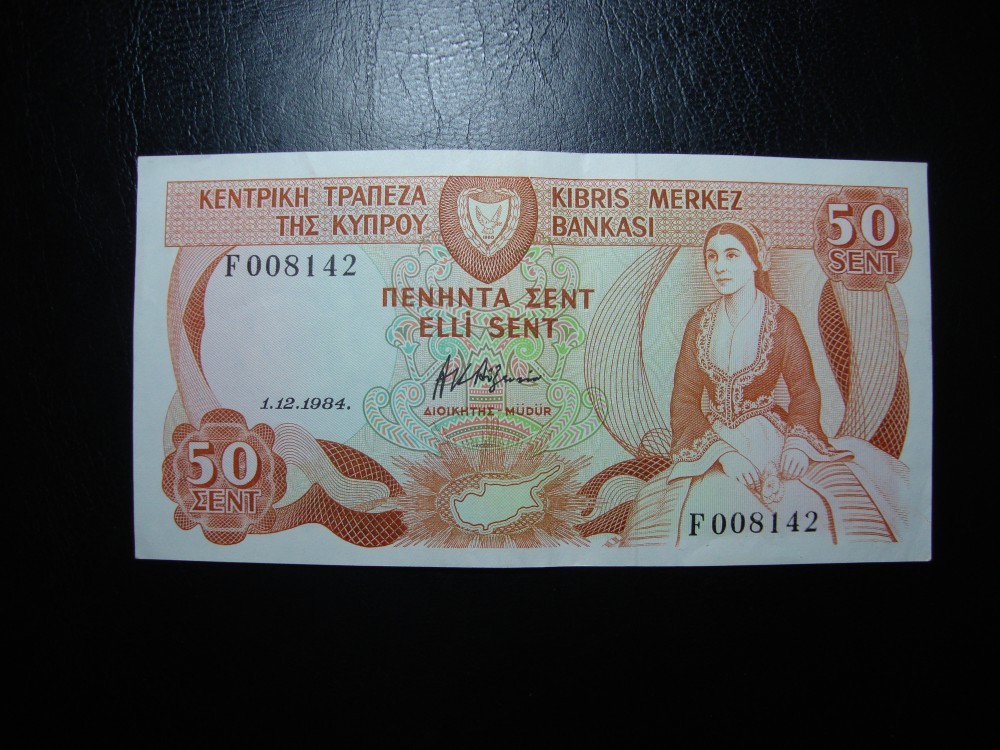 ΚΕΝΤΡΙΚΗ ΤΡΑΠΕΖΑ
ΤΗΣ ΚΥΠΡΟΥ
KIBRIS MERKEZ
BANKASI
50
SENT
F008142
ΠΕΝΗΝΤΑ ΣΕΝΤ
ELLİ SENT
1.12.1984.
ΔΙΟΙΚΗΤΗΣ - MÜDÜR
50
ΣΕΝΤ
F008142